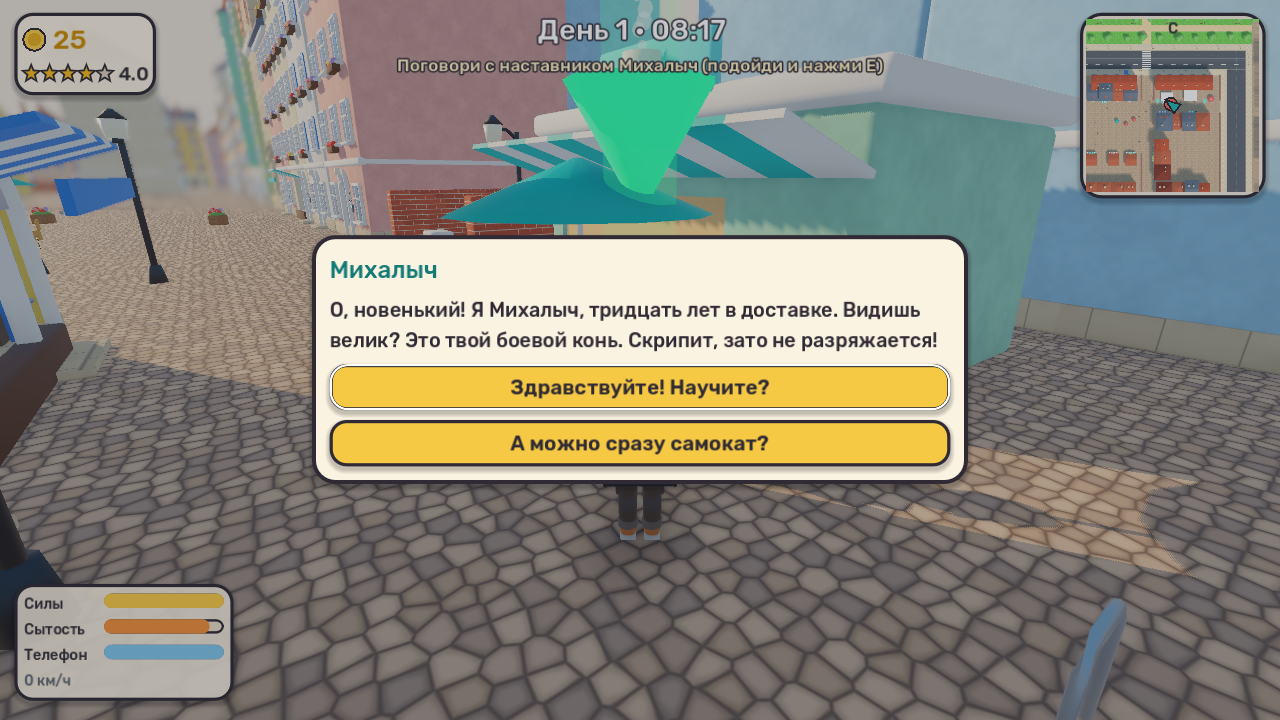 25
4.0
День 1 • 08:17
Поговори с наставником Михалыч (подойди и нажми E)
С
Михалыч
О, новенький! Я Михалыч, тридцать лет в доставке. Видишь
велик? Это твой боевой конь. Скрипит, зато не разряжается!
Здравствуйте! Научите?
А можно сразу самокат?
Силы
Сытость
Телефон
0 км/ч